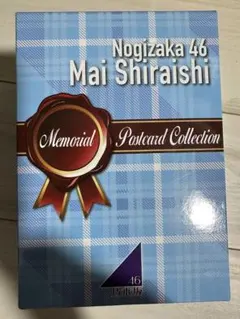 Nogizaka 46
Mai Shiraishi
Memorial Postcard Collection
46